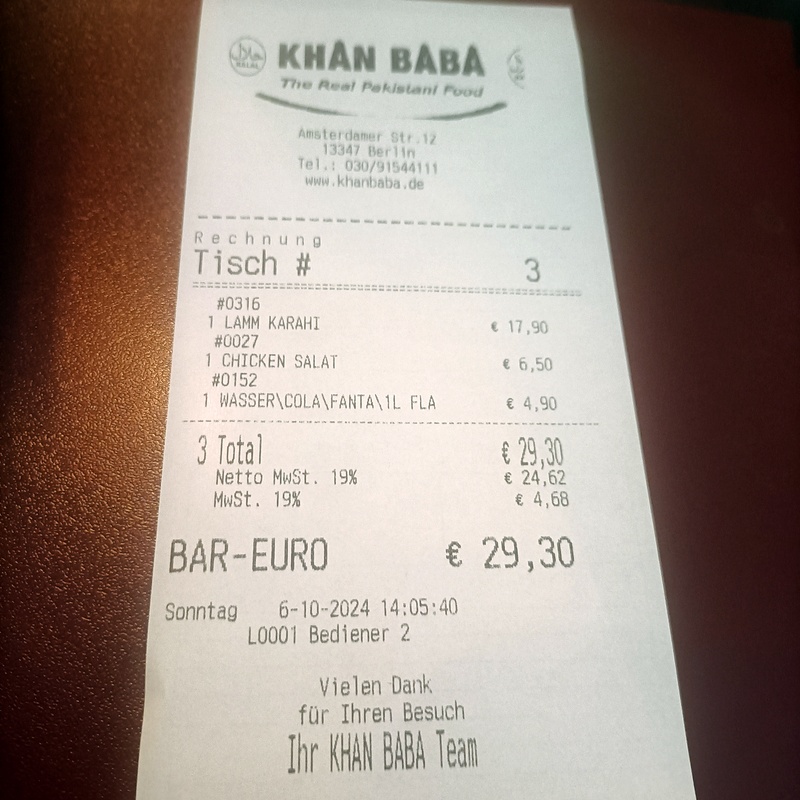 حلال
HALAL
KHAN BABA
The Real Pakistani Food
Amsterdamer Str.12
13347 Berlin
Tel.: 030/91544111
www.khanbaba.de
Rechnung
Tisch # 3
#0316
1 LAMM KARAHI € 17,90
#0027
1 CHICKEN SALAT € 6,50
#0152
1 WASSER\COLA\FANTA\1L FLA € 4,90
3 Total € 29,30
Netto MwSt. 19% € 24,62
MwSt. 19% € 4,68
BAR-EURO € 29,30
Sonntag 6-10-2024 14:05:40
L0001 Bediener 2
Vielen Dank
für Ihren Besuch
Ihr KHAN BABA Team